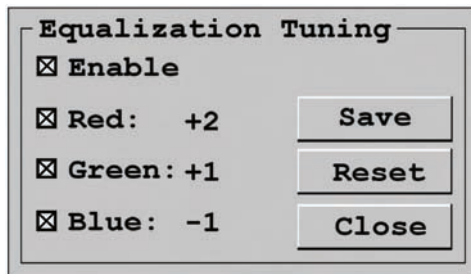 Equalization Tuning
☒ Enable
☒ Red: +2 Save
☒ Green: +1 Reset
☒ Blue: -1 Close